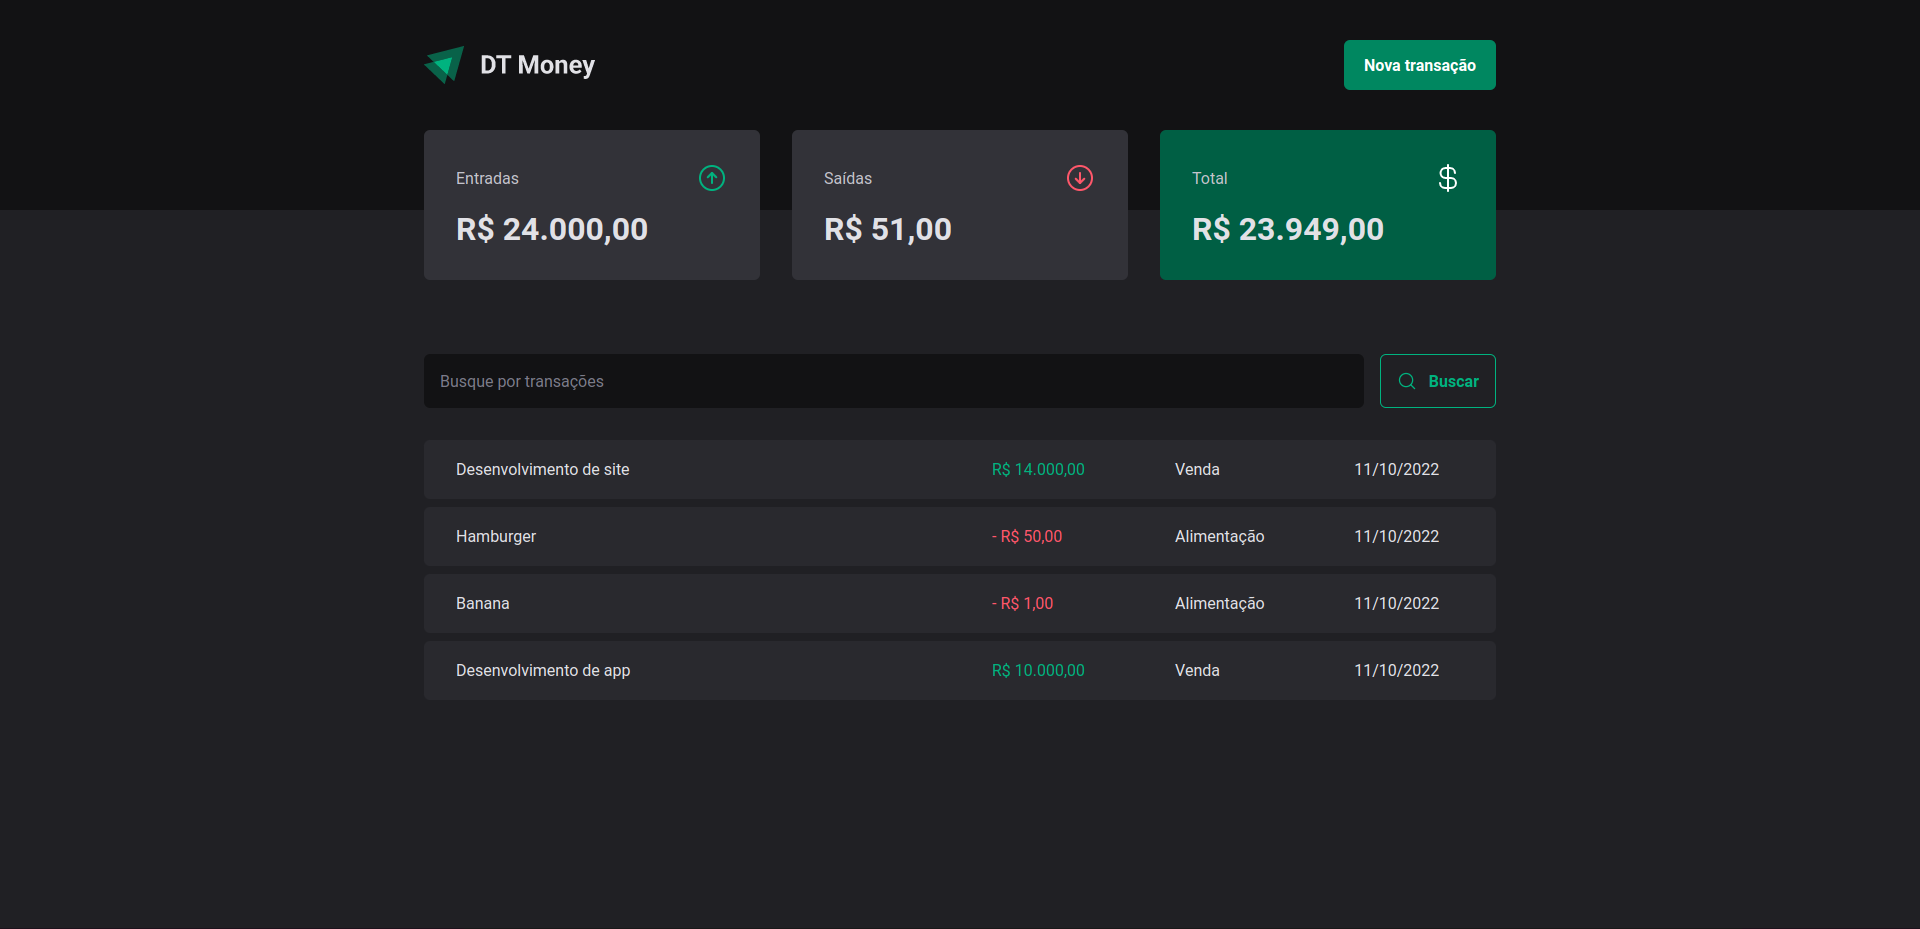 DT Money
Nova transação
Entradas
R$ 24.000,00
Saídas
R$ 51,00
Total
$
R$ 23.949,00
Busque por transações
Buscar
Desenvolvimento de site R$ 14.000,00 Venda 11/10/2022
Hamburger - R$ 50,00 Alimentação 11/10/2022
Banana - R$ 1,00 Alimentação 11/10/2022
Desenvolvimento de app R$ 10.000,00 Venda 11/10/2022